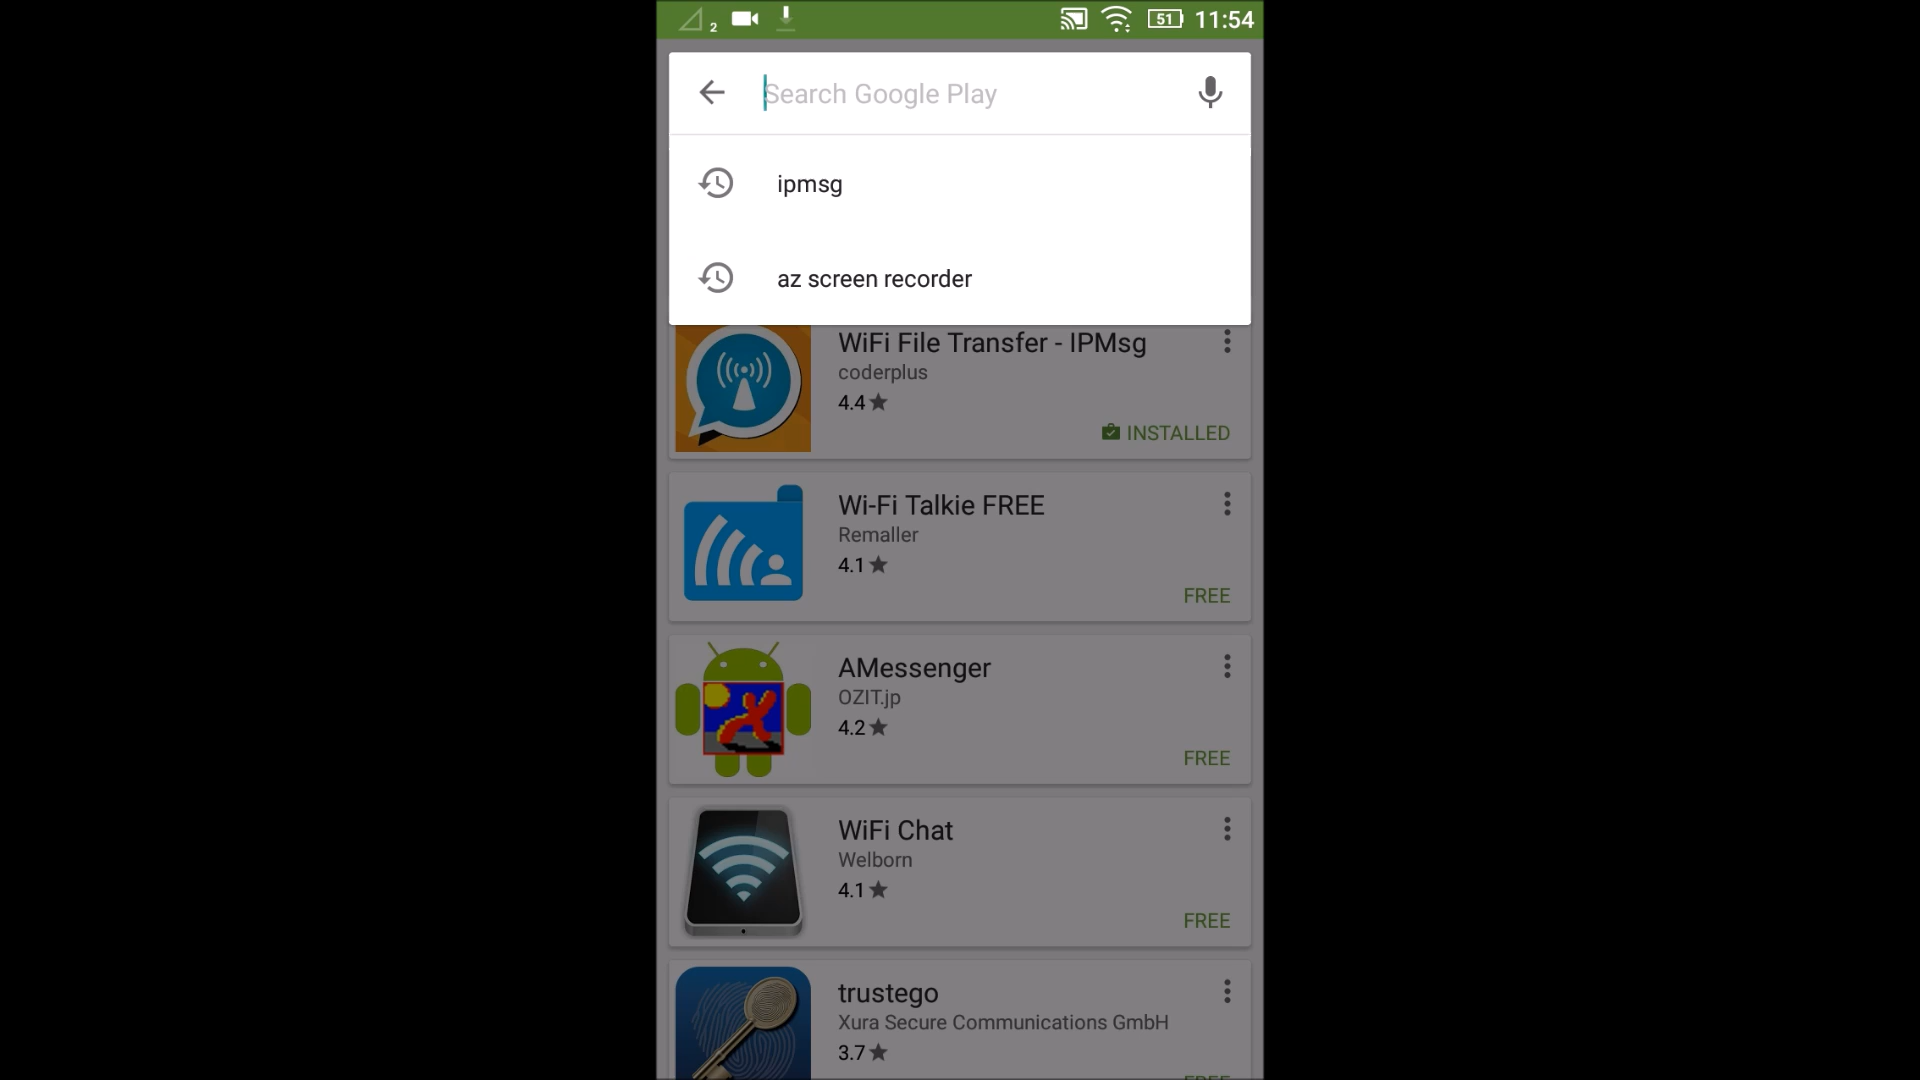 2
51
11:54
Search Google Play
ipmsg
az screen recorder
WiFi File Transfer - IPMsg
coderplus
4.4
INSTALLED
Wi-Fi Talkie FREE
Remaller
4.1
FREE
AMessenger
OZIT.jp
4.2
FREE
WiFi Chat
Welborn
4.1
FREE
trustego
Xura Secure Communications GmbH
3.7
FREE